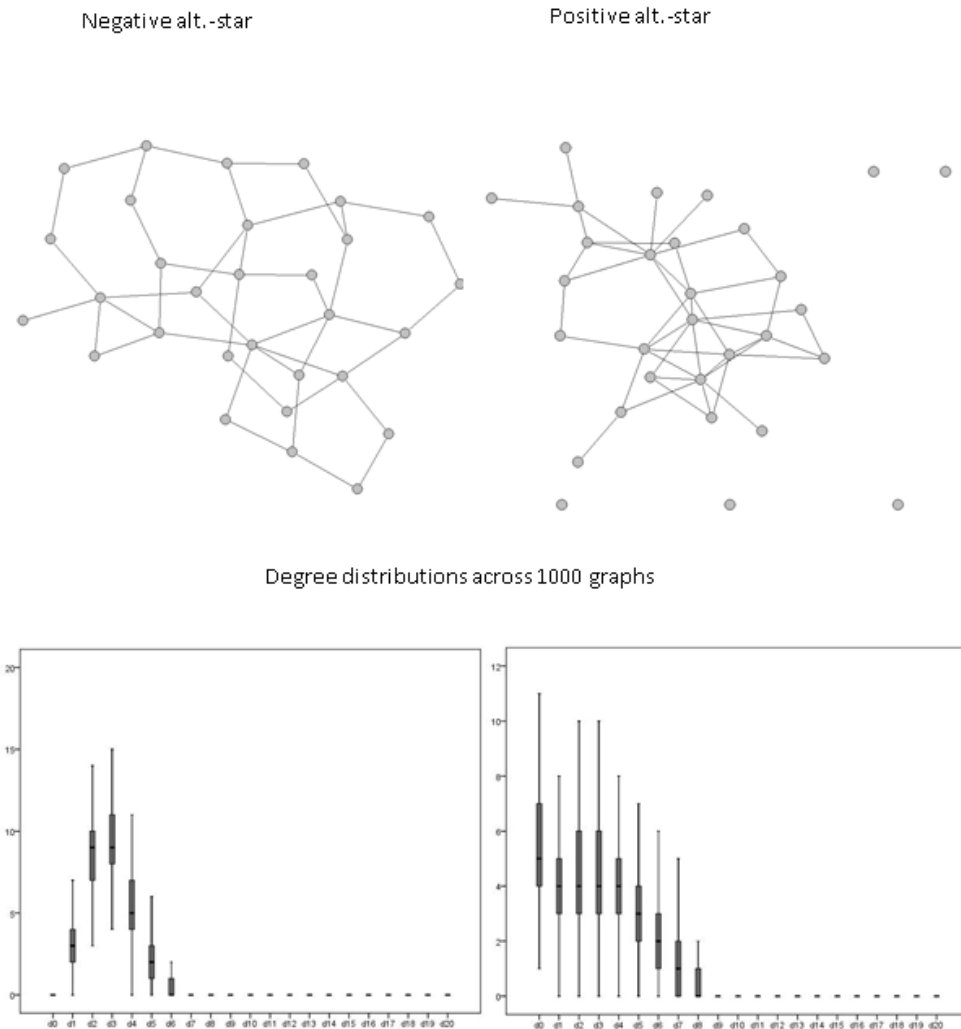 Negative alt.-star
Positive alt.-star
Degree distributions across 1000 graphs
20
15
10
5
0
d0 d1 d2 d3 d4 d5 d6 d7 d8 d9 d10 d11 d12 d13 d14 d15 d16 d17 d18 d19 d20
12
10
8
6
4
2
0
d0 d1 d2 d3 d4 d5 d6 d7 d8 d9 d10 d11 d12 d13 d14 d15 d16 d17 d18 d19 d20